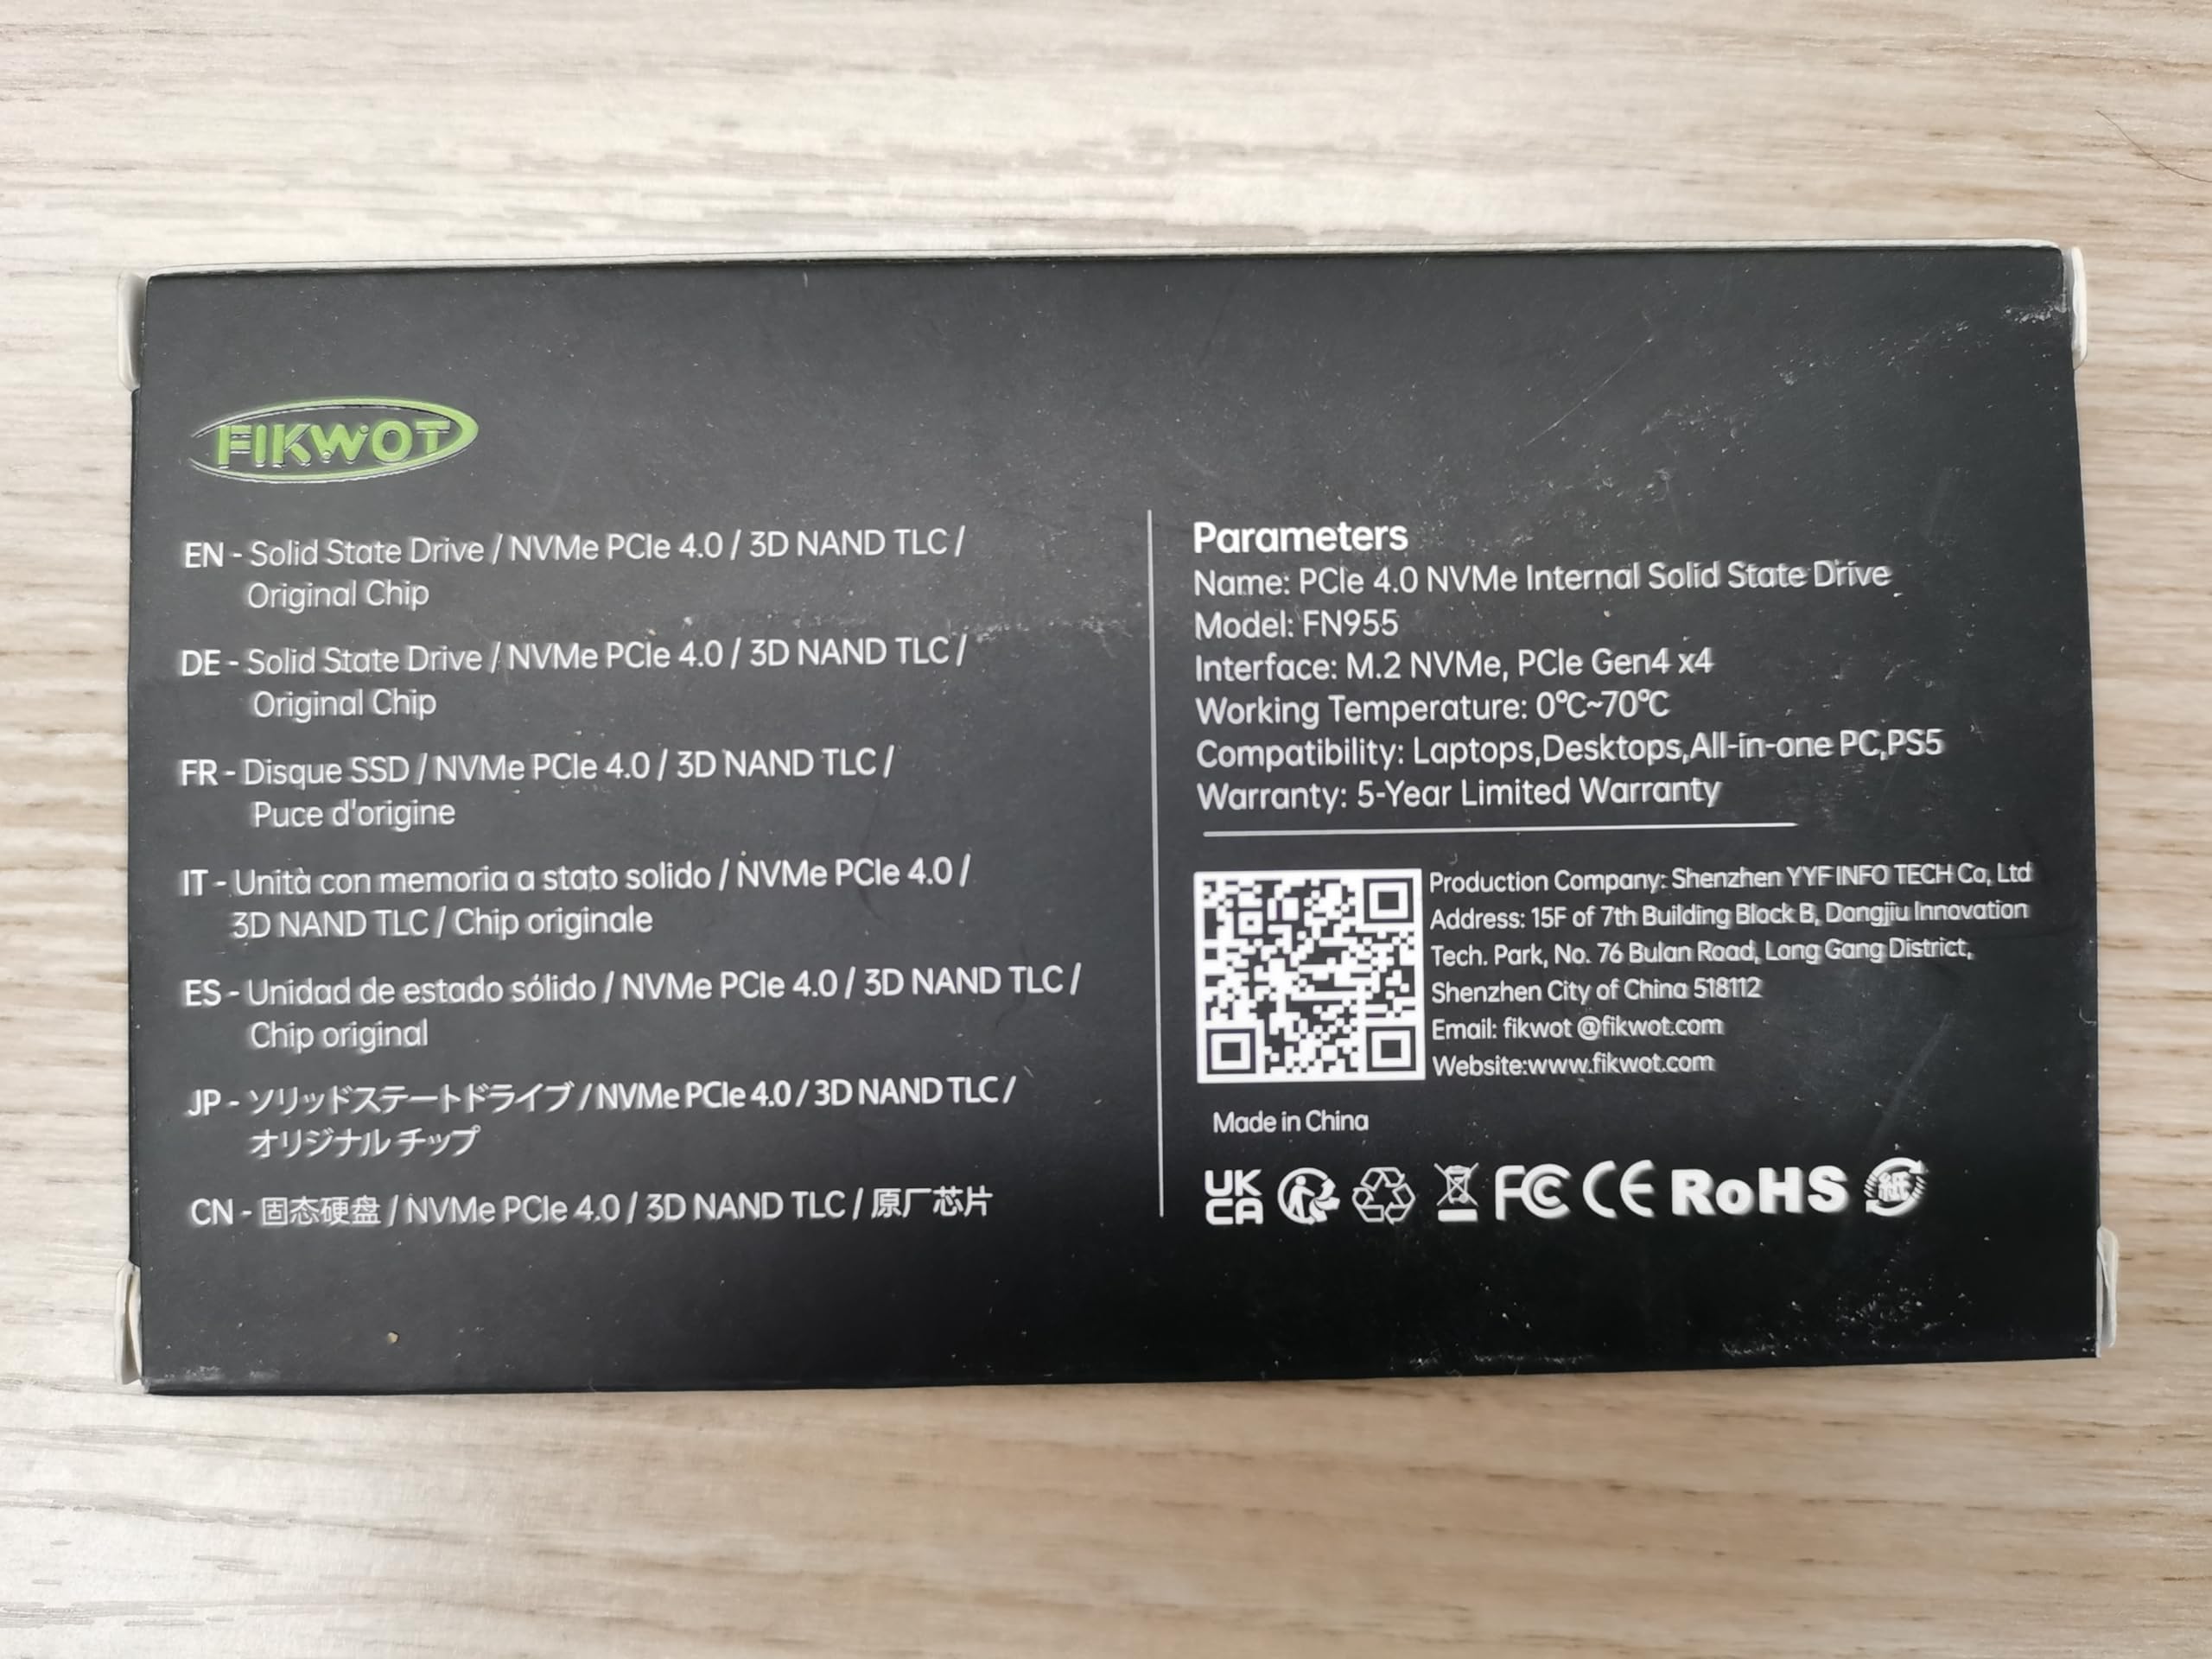 FIKWOT
EN - Solid State Drive / NVMe PCIe 4.0 / 3D NAND TLC /
Original Chip
DE - Solid State Drive / NVMe PCIe 4.0 / 3D NAND TLC /
Original Chip
FR - Disque SSD / NVMe PCIe 4.0 / 3D NAND TLC /
Puce d'origine
IT - Unità con memoria a stato solido / NVMe PCIe 4.0 /
3D NAND TLC / Chip originale
ES - Unidad de estado sólido / NVMe PCIe 4.0 / 3D NAND TLC /
Chip original
JP - ソリッドステートドライブ / NVMe PCIe 4.0 / 3D NAND TLC /
オリジナル チップ
CN - 固态硬盘 / NVMe PCIe 4.0 / 3D NAND TLC / 原厂芯片
Parameters
Name: PCIe 4.0 NVMe Internal Solid State Drive
Model: FN955
Interface: M.2 NVMe, PCIe Gen4 x4
Working Temperature: 0°C~70°C
Compatibility: Laptops,Desktops,All-in-one PC,PS5
Warranty: 5-Year Limited Warranty
Production Company: Shenzhen YYF INFO TECH Co, Ltd
Address: 15F of 7th Building Block B, Dongjiu Innovation
Tech. Park, No. 76 Bulan Road, Long Gang District,
Shenzhen City of China 518112
Email: fikwot @fikwot.com
Website:www.fikwot.com
Made in China
UK
CA
FC CE RoHS 紙